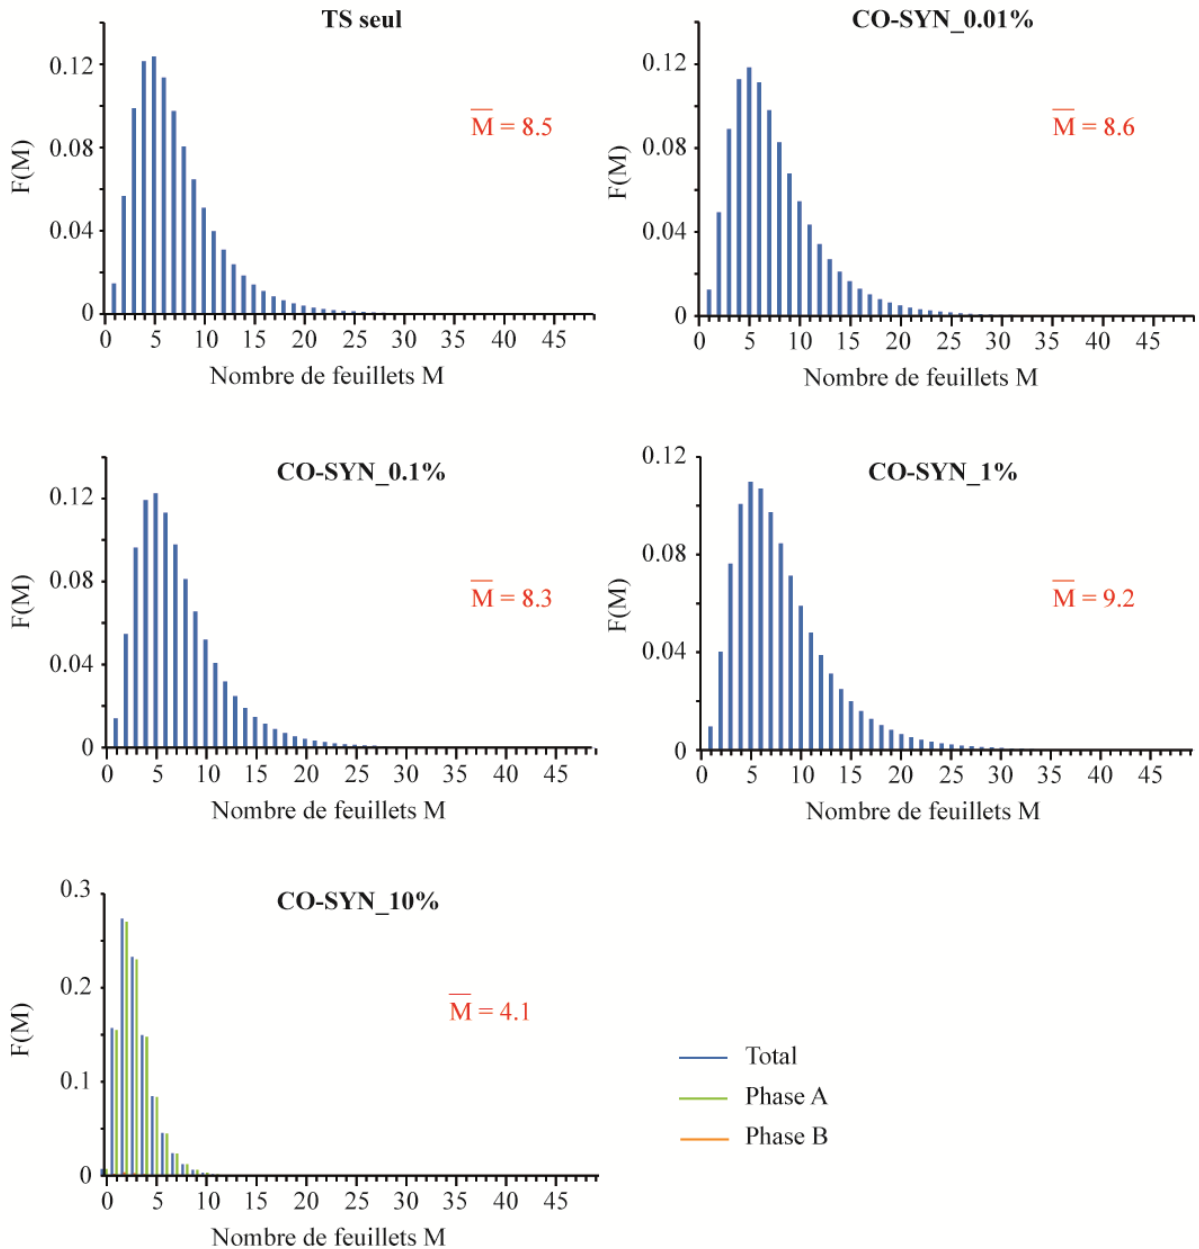 TS seul
0.12
0.08
0.04
0
F(M)
M = 8.5
0 5 10 15 20 25 30 35 40 45
Nombre de feuillets M
CO-SYN_0.01%
0.12
0.08
0.04
0
F(M)
M = 8.6
0 5 10 15 20 25 30 35 40 45
Nombre de feuillets M
CO-SYN_0.1%
0.12
0.08
0.04
0
F(M)
M = 8.3
0 5 10 15 20 25 30 35 40 45
Nombre de feuillets M
CO-SYN_1%
0.12
0.08
0.04
0
F(M)
M = 9.2
0 5 10 15 20 25 30 35 40 45
Nombre de feuillets M
CO-SYN_10%
0.3
0.2
0.1
0
F(M)
M = 4.1
0 5 10 15 20 25 30 35 40 45
Nombre de feuillets M
Total
Phase A
Phase B